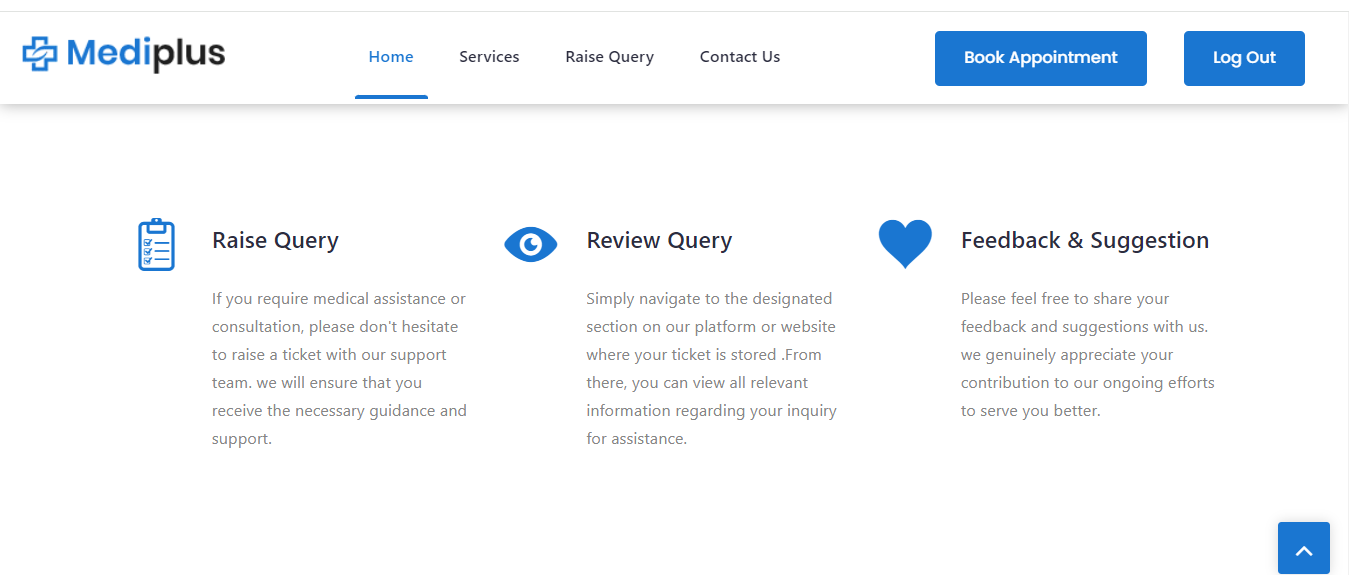 Mediplus
Home
Services
Raise Query
Contact Us
Book Appointment
Log Out
Raise Query
If you require medical assistance or
consultation, please don't hesitate
to raise a ticket with our support
team. we will ensure that you
receive the necessary guidance and
support.
Review Query
Simply navigate to the designated
section on our platform or website
where your ticket is stored .From
there, you can view all relevant
information regarding your inquiry
for assistance.
Feedback & Suggestion
Please feel free to share your
feedback and suggestions with us.
we genuinely appreciate your
contribution to our ongoing efforts
to serve you better.